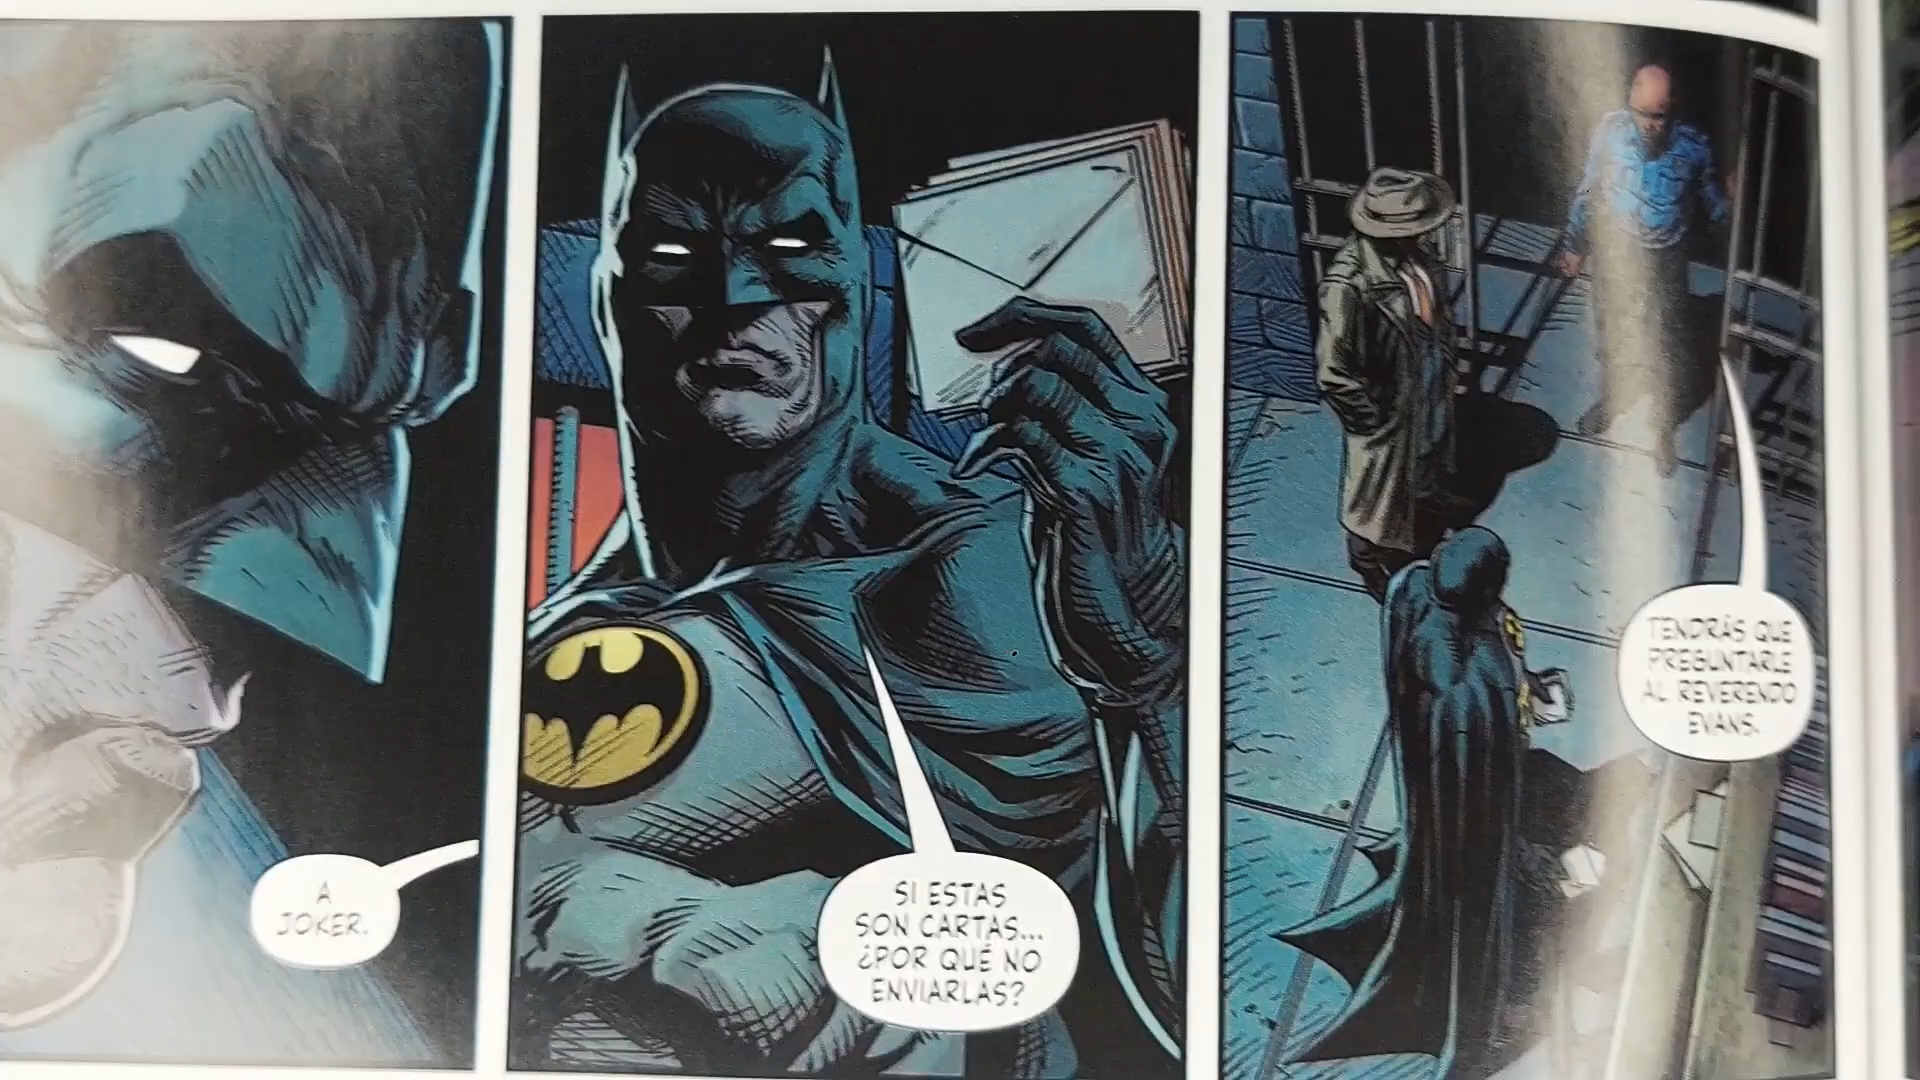 A
JOKER.
SI ESTAS
SON CARTAS...
¿POR QUÉ NO
ENVIARLAS?
TENDRÁS QUE
PREGUNTARLE
AL REVERENDO
EVANS.